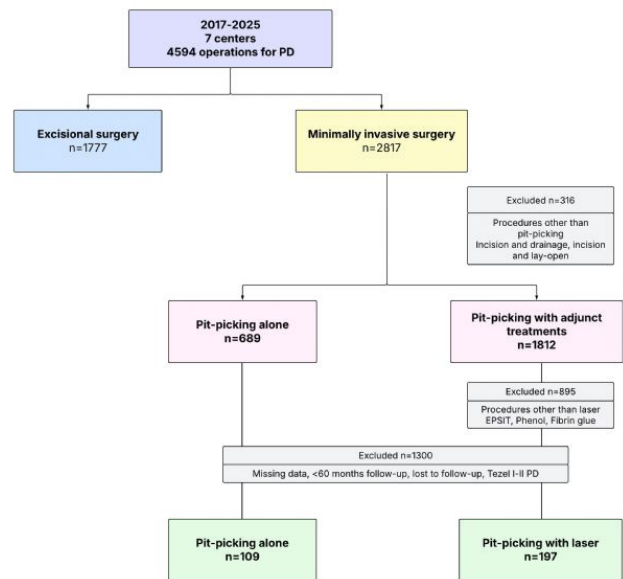 2017-2025
7 centers
4594 operations for PD
Excisional surgery
n=1777
Minimally invasive surgery
n=2817
Excluded n=316
Procedures other than
pit-picking
Incision and drainage, incision
and lay-open
Pit-picking alone
n=689
Pit-picking with adjunct
treatments
n=1812
Excluded n=895
Procedures other than laser
EPSIT, Phenol, Fibrin glue
Excluded n=1300
Missing data, <60 months follow-up, lost to follow-up, Tezel I-II PD
Pit-picking alone
n=109
Pit-picking with laser
n=197